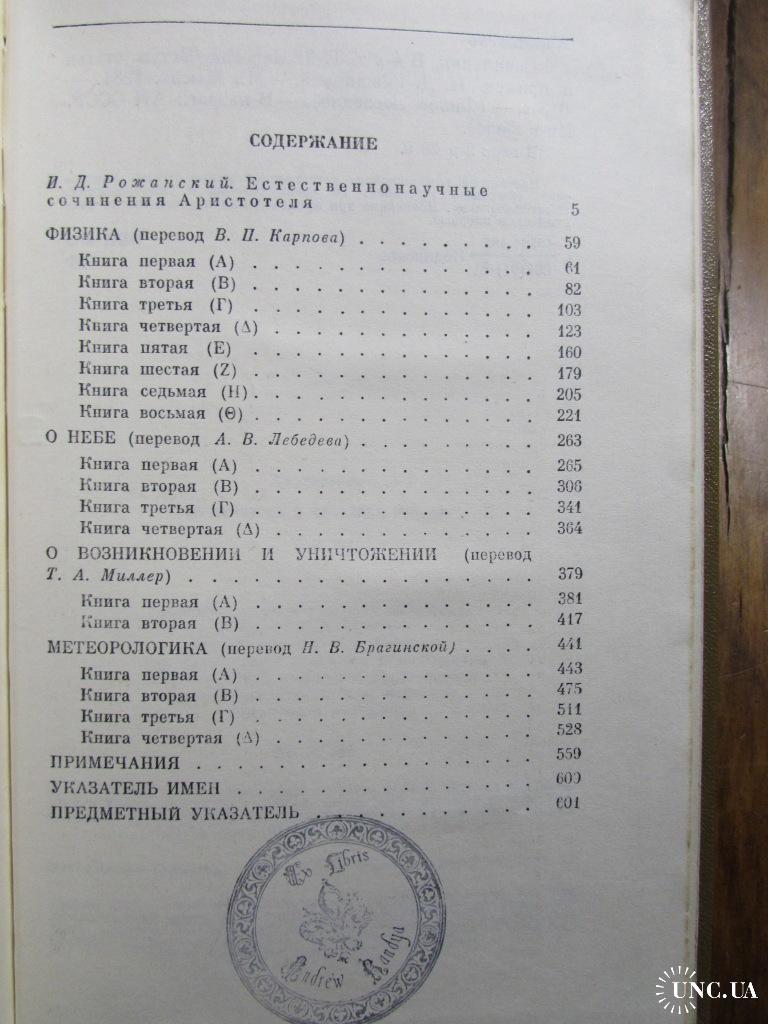 СОДЕРЖАНИЕ
И. Д. Рожанский. Естественнонаучные
сочинения Аристотеля 5
ФИЗИКА (перевод В. П. Карпова) . . . . . . . . . 59
Книга первая (А) . . . . . . . . . . . . . 61
Книга вторая (В) . . . . . . . . . . . . . 82
Книга третья (Г) . . . . . . . . . . . . . 103
Книга четвертая (Δ) . . . . . . . . . . . . 123
Книга пятая (Е) . . . . . . . . . . . . . 160
Книга шестая (Z) . . . . . . . . . . . . . 179
Книга седьмая (Н) . . . . . . . . . . . . . 205
Книга восьмая (Θ) . . . . . . . . . . . . . 221
О НЕБЕ (перевод А. В. Лебедева) . . . . . . . . . 263
Книга первая (А) . . . . . . . . . . . . . 265
Книга вторая (В) . . . . . . . . . . . . . 306
Книга третья (Г) . . . . . . . . . . . . . 341
Книга четвертая (Δ) . . . . . . . . . . . . 364
О ВОЗНИКНОВЕНИИ И УНИЧТОЖЕНИИ (перевод
Т. А. Миллер) . . . . . . . . . . . . . . . . 379
Книга первая (А) . . . . . . . . . . . . . 381
Книга вторая (В) . . . . . . . . . . . . . 417
МЕТЕОРОЛОГИКА (перевод Н. В. Брагинской) . . . . 441
Книга первая (А) . . . . . . . . . . . . . 443
Книга вторая (В) . . . . . . . . . . . . . 475
Книга третья (Г) . . . . . . . . . . . . . 511
Книга четвертая (Δ) . . . . . . . . . . . . 528
ПРИМЕЧАНИЯ . . . . . . . . . . . . . . . . 559
УКАЗАТЕЛЬ ИМЕН . . . . . . . . . . . . . . 600
ПРЕДМЕТНЫЙ УКАЗАТЕЛЬ . . . . . . . . . . 601
Ex Libris
Andrew Kandya
UNC.UA